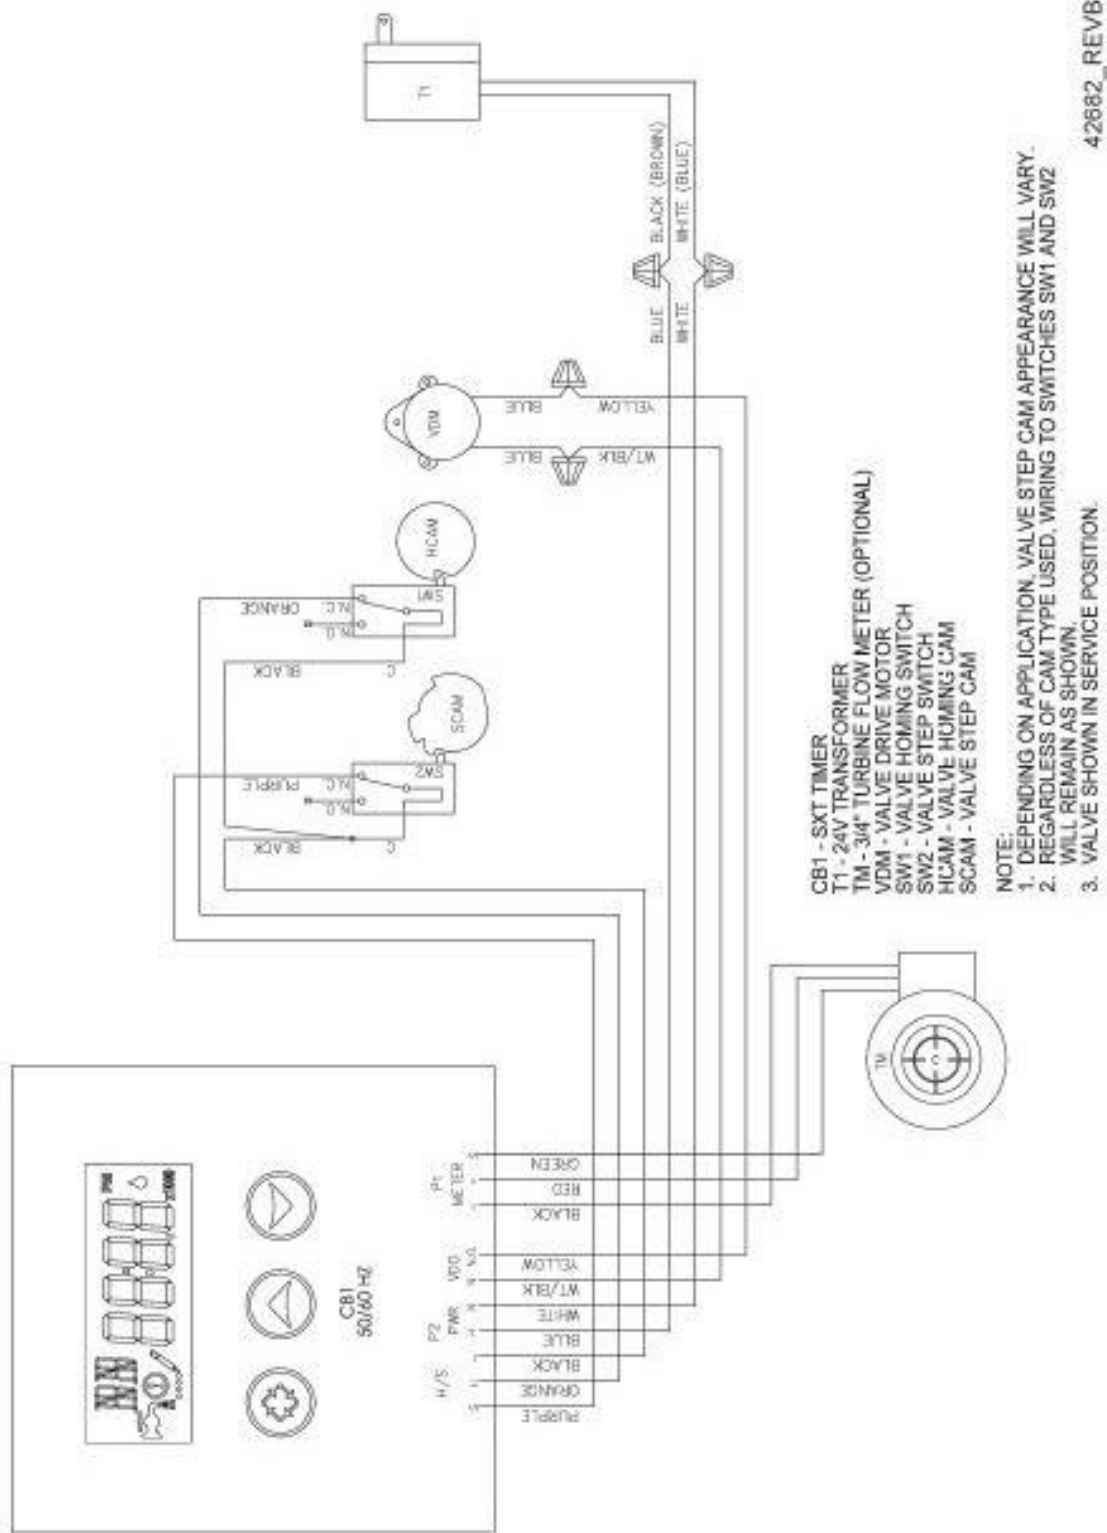 T1
BLACK (BROWN)
WHITE (BLUE)
BLUE
WHITE
VDM
BLUE
YELLOW
BLUE
WT/BLK
HCAM
SW1
ORANGE
N.C.
N.O.
BLACK
C
SCAM
SW2
PURPLE
N.C.
N.O.
BLACK
C
CB1
50/60 HZ
H/S
P2
PWR
VDO
P1
METER
PURPLE
ORANGE
BLACK
BLUE
WHITE
WT/BLK
YELLOW
BLACK
RED
GREEN
TM
CB1 - SXT TIMER
T1 - 24V TRANSFORMER
TM - 3/4" TURBINE FLOW METER (OPTIONAL)
VDM - VALVE DRIVE MOTOR
SW1 - VALVE HOMING SWITCH
SW2 - VALVE STEP SWITCH
HCAM - VALVE HOMING CAM
SCAM - VALVE STEP CAM
NOTE:
1. DEPENDING ON APPLICATION, VALVE STEP CAM APPEARANCE WILL VARY.
2. REGARDLESS OF CAM TYPE USED, WIRING TO SWITCHES SW1 AND SW2
WILL REMAIN AS SHOWN.
3. VALVE SHOWN IN SERVICE POSITION.
42682_REVB